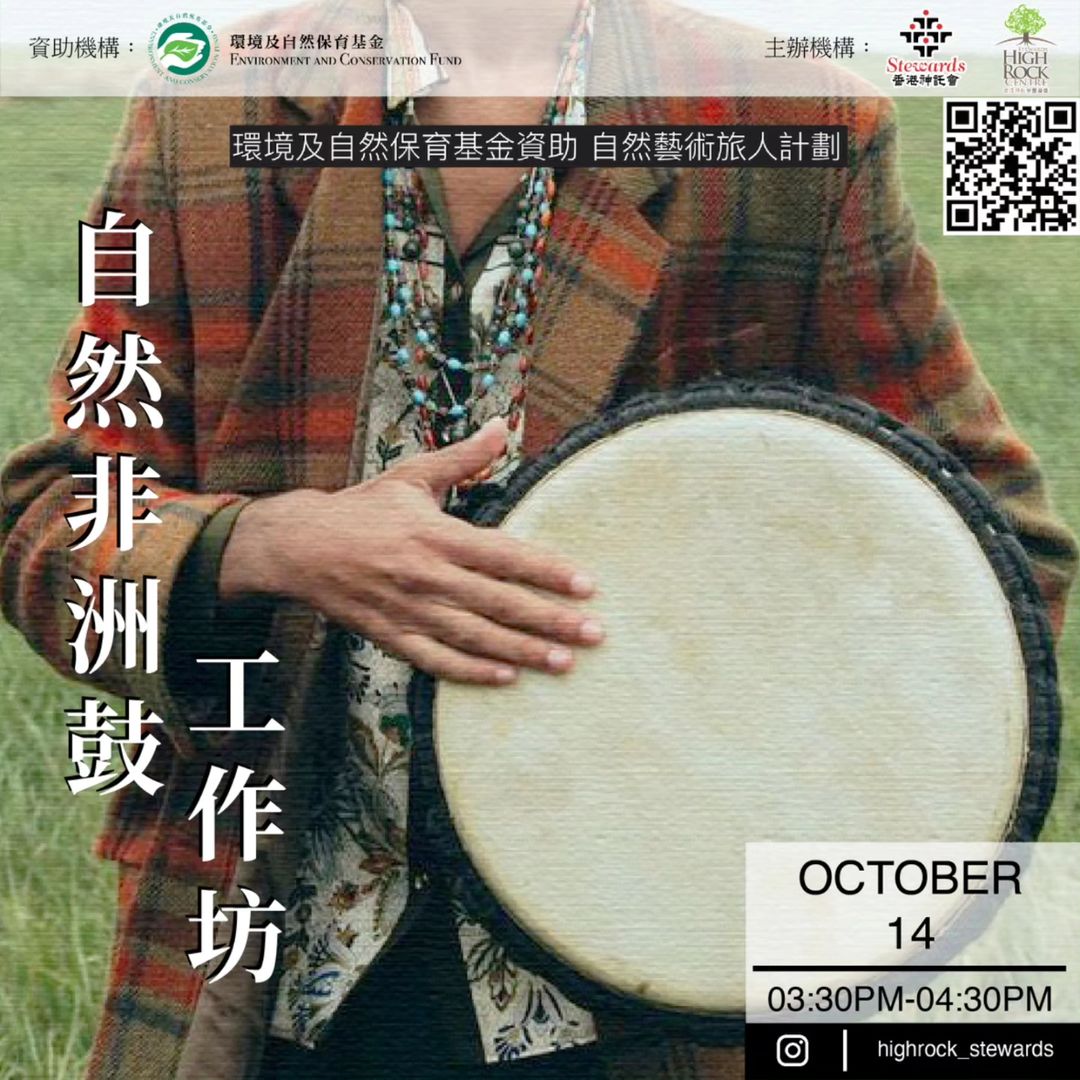 資助機構：
環境及自然保育基金
ENVIRONMENT AND CONSERVATION FUND
主辦機構：
Stewards
香港神託會
HIGH
ROCK
CENTRE
環境及自然保育基金資助 自然藝術旅人計劃
自然非洲鼓
工作坊
OCTOBER
14
03:30PM-04:30PM
highrock_stewards